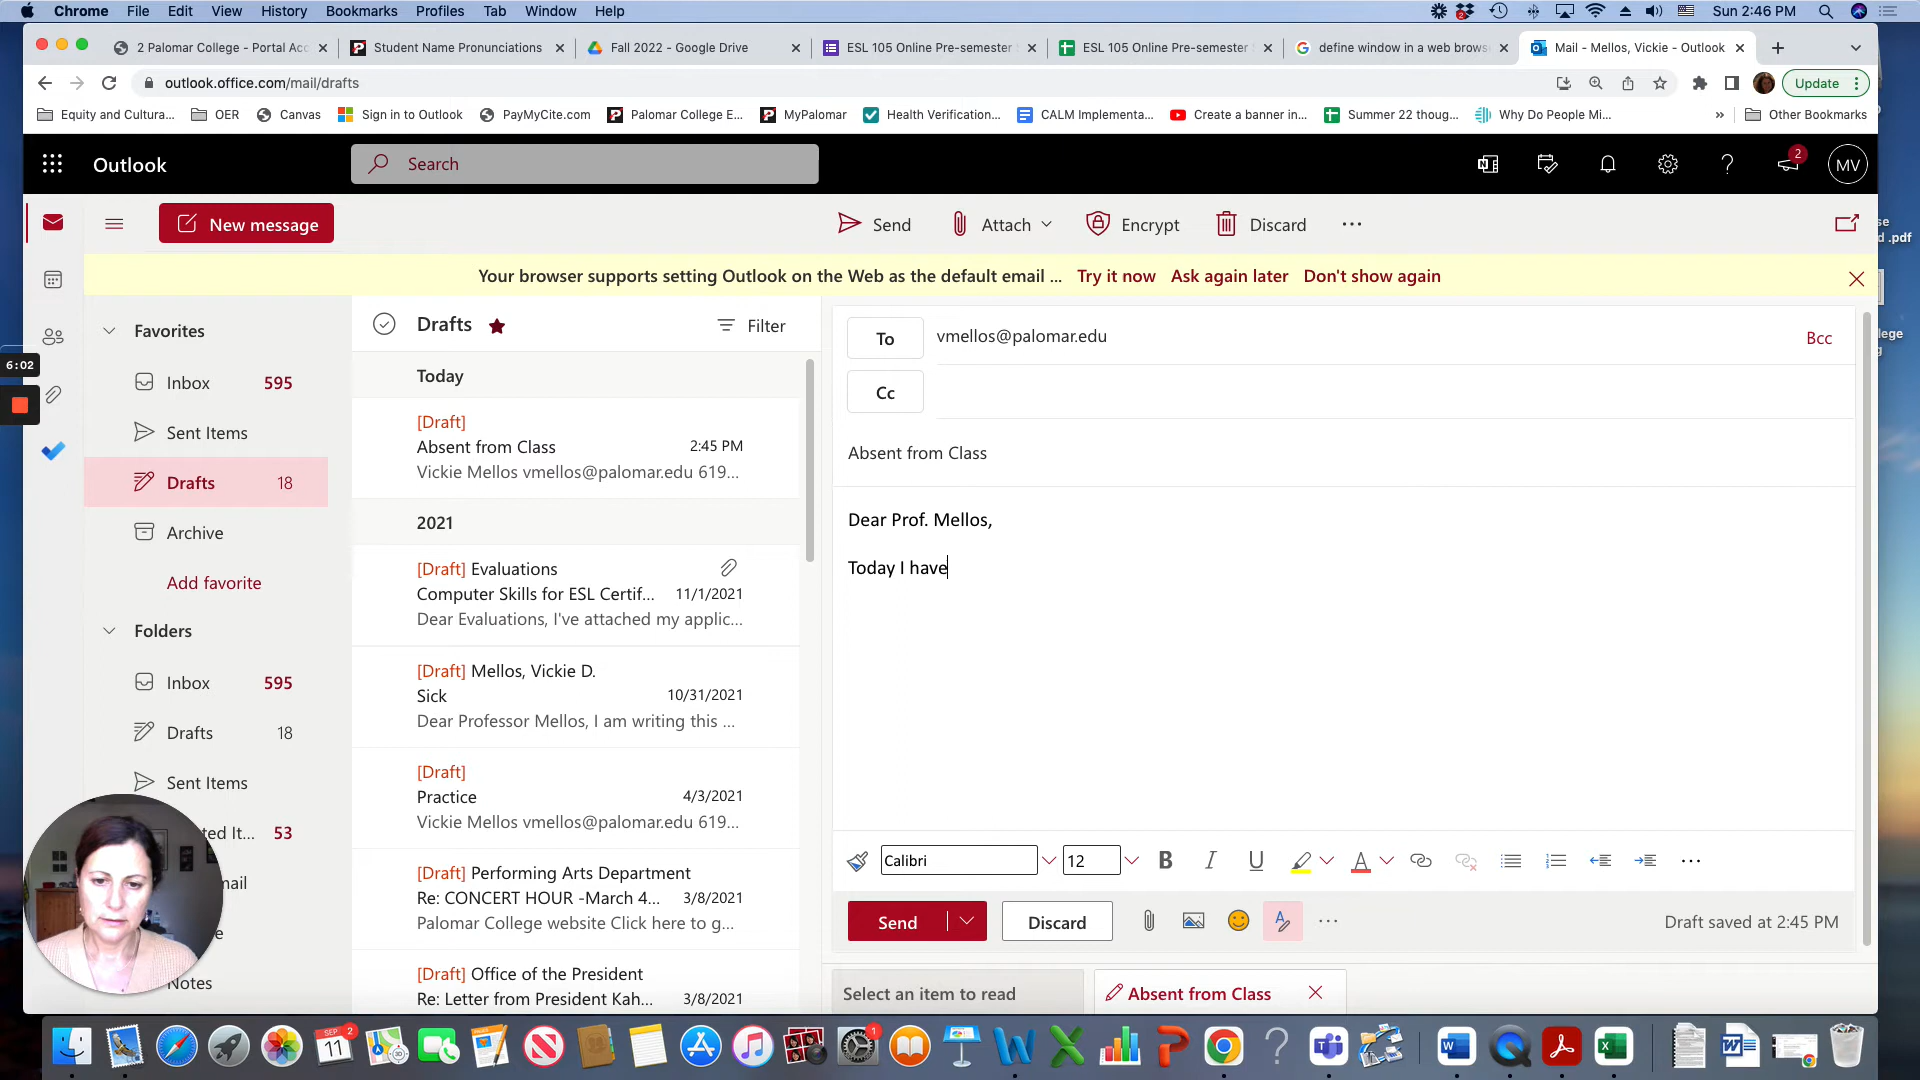 Chrome File Edit View History Bookmarks Profiles Tab Window Help Sun 2:46 PM
2 Palomar College - Portal Acc Student Name Pronunciations Fall 2022 - Google Drive ESL 105 Online Pre-semester ESL 105 Online Pre-semester define window in a web brows Mail - Mellos, Vickie - Outlook
outlook.office.com/mail/drafts Update
Equity and Cultura... OER Canvas Sign in to Outlook PayMyCite.com Palomar College E... MyPalomar Health Verification... CALM Implementa... Create a banner in... Summer 22 thoug... Why Do People Mi... » Other Bookmarks
Outlook Search 2 MV
New message Send Attach Encrypt Discard ...
Your browser supports setting Outlook on the Web as the default email ... Try it now Ask again later Don't show again
Favorites
Inbox 595
Sent Items
Drafts 18
Archive
Add favorite
Folders
Inbox 595
Drafts 18
Sent Items
ted It... 53
mail
e
Notes
6:02
Drafts Filter
Today
[Draft]
Absent from Class 2:45 PM
Vickie Mellos vmellos@palomar.edu 619...
2021
[Draft] Evaluations
Computer Skills for ESL Certif... 11/1/2021
Dear Evaluations, I've attached my applic...
[Draft] Mellos, Vickie D.
Sick 10/31/2021
Dear Professor Mellos, I am writing this ...
[Draft]
Practice 4/3/2021
Vickie Mellos vmellos@palomar.edu 619...
[Draft] Performing Arts Department
Re: CONCERT HOUR -March 4... 3/8/2021
Palomar College website Click here to g...
[Draft] Office of the President
Re: Letter from President Kah... 3/8/2021
To vmellos@palomar.edu Bcc
Cc
Absent from Class
Dear Prof. Mellos,
Today I have
Calibri 12 B I U A ...
Send Discard ... Draft saved at 2:45 PM
Select an item to read Absent from Class
se
d .pdf
lege
g
SEP 2
11
1